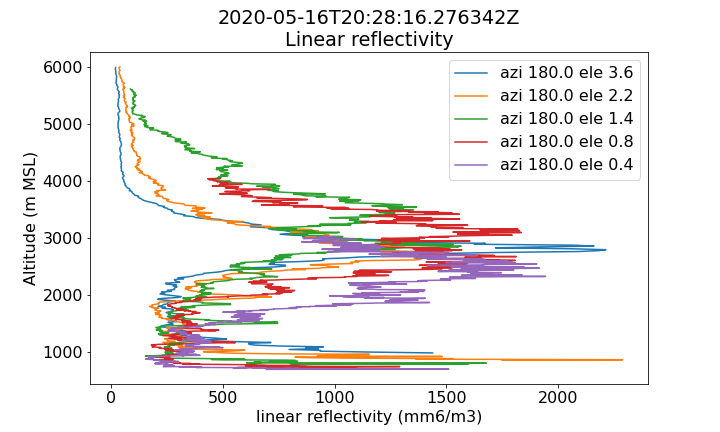 2020-05-16T20:28:16.276342Z
Linear reflectivity
azi 180.0 ele 3.6
azi 180.0 ele 2.2
azi 180.0 ele 1.4
azi 180.0 ele 0.8
azi 180.0 ele 0.4
Altitude (m MSL)
6000
5000
4000
3000
2000
1000
0 500 1000 1500 2000
linear reflectivity (mm6/m3)